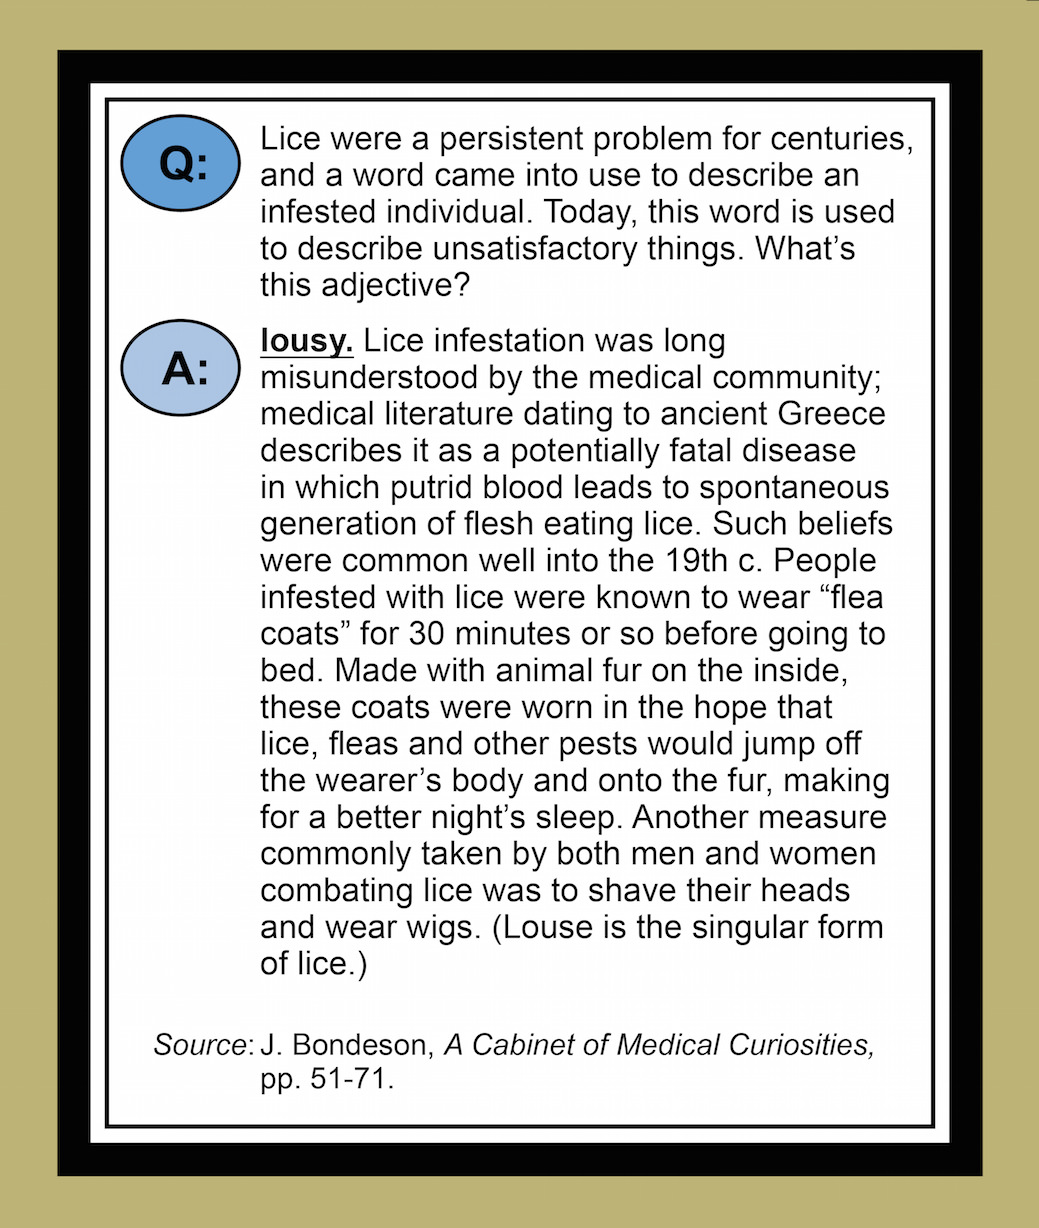 Q:
Lice were a persistent problem for centuries,
and a word came into use to describe an
infested individual. Today, this word is used
to describe unsatisfactory things. What’s
this adjective?
A:
lousy. Lice infestation was long
misunderstood by the medical community;
medical literature dating to ancient Greece
describes it as a potentially fatal disease
in which putrid blood leads to spontaneous
generation of flesh eating lice. Such beliefs
were common well into the 19th c. People
infested with lice were known to wear “flea
coats” for 30 minutes or so before going to
bed. Made with animal fur on the inside,
these coats were worn in the hope that
lice, fleas and other pests would jump off
the wearer’s body and onto the fur, making
for a better night’s sleep. Another measure
commonly taken by both men and women
combating lice was to shave their heads
and wear wigs. (Louse is the singular form
of lice.)
Source: J. Bondeson, A Cabinet of Medical Curiosities,
pp. 51-71.